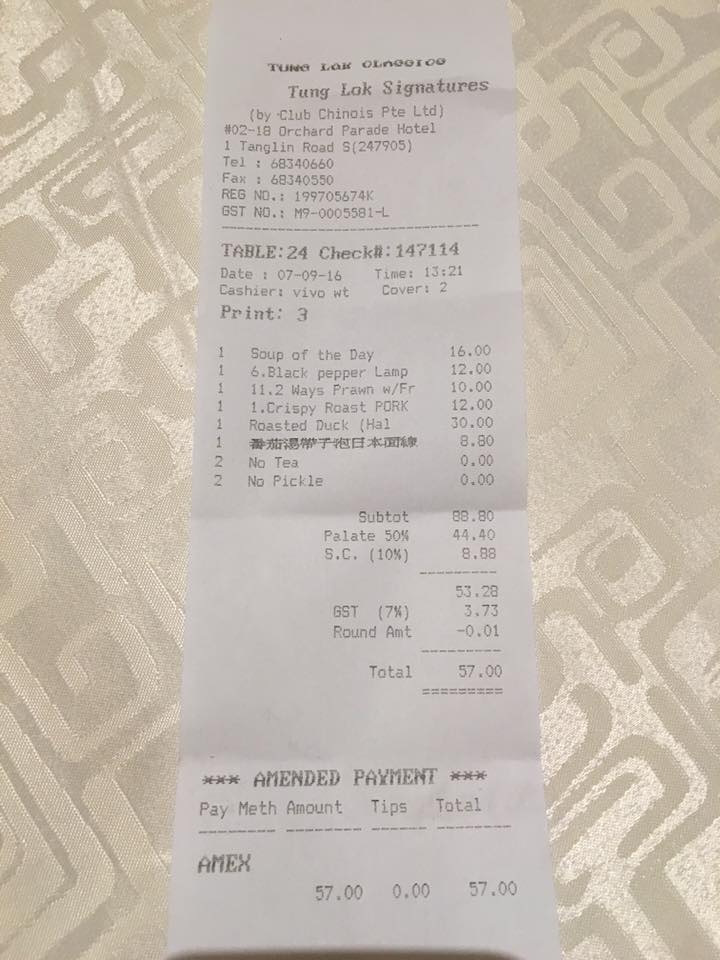 TUNG LOK CLASSICS
Tung Lok Signatures
(by Club Chinois Pte Ltd)
#02-18 Orchard Parade Hotel
1 Tanglin Road S(247905)
Tel : 68340660
Fax : 68340550
REG NO.: 199705674K
GST NO.: M9-0005581-L
TABLE:24 Check#:147114
Date : 07-09-16 Time: 13:21
Cashier: vivo wt Cover: 2
Print: 3
1 Soup of the Day 16.00
1 6.Black pepper Lamp 12.00
1 11.2 Ways Prawn w/Fr 10.00
1 1.Crispy Roast PORK 12.00
1 Roasted Duck (Hal 30.00
1 番茄湯帶子泡日本面線 8.80
2 No Tea 0.00
2 No Pickle 0.00
Subtot 88.80
Palate 50% 44.40
S.C. (10%) 8.88
53.28
GST (7%) 3.73
Round Amt -0.01
Total 57.00
*** AMENDED PAYMENT ***
Pay Meth Amount Tips Total
AMEX
57.00 0.00 57.00